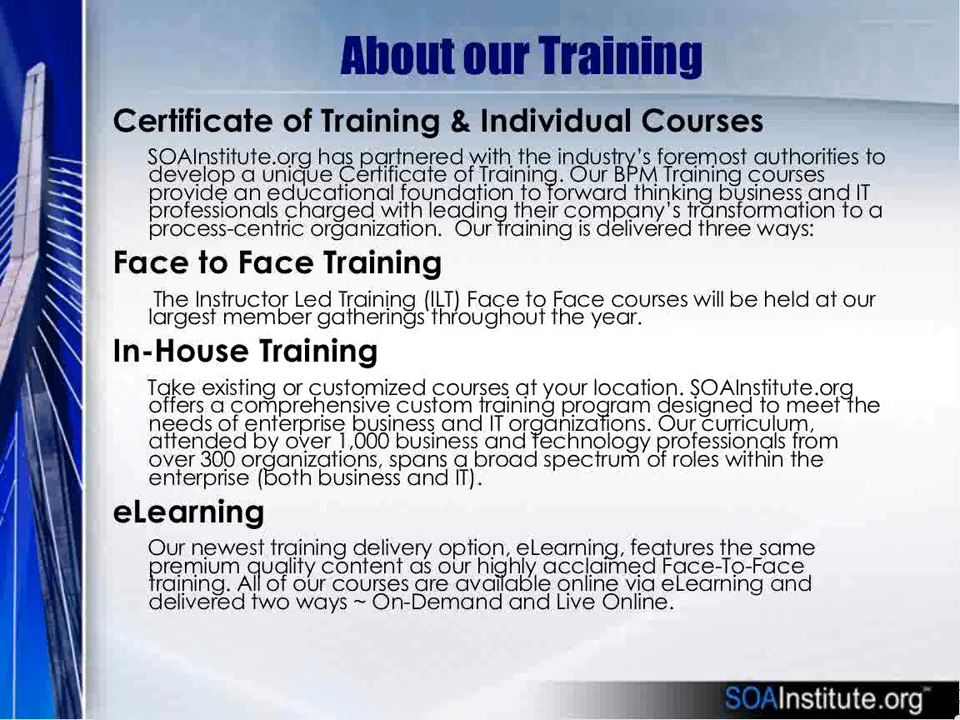 About our Training
Certificate of Training & Individual Courses
SOAInstitute.org has partnered with the industry's foremost authorities to
develop a unique Certificate of Training. Our BPM Training courses
provide an educational foundation to forward thinking business and IT
professionals charged with leading their company's transformation to a
process-centric organization.  Our training is delivered three ways:
Face to Face Training
The Instructor Led Training (ILT) Face to Face courses will be held at our
largest member gatherings throughout the year.
In-House Training
Take existing or customized courses at your location. SOAInstitute.org
offers a comprehensive custom training program designed to meet the
needs of enterprise business and IT organizations. Our curriculum,
attended by over 1,000 business and technology professionals from
over 300 organizations, spans a broad spectrum of roles within the
enterprise (both business and IT).
eLearning
Our newest training delivery option, eLearning, features the same
premium quality content as our highly acclaimed Face-To-Face
training. All of our courses are available online via eLearning and
delivered two ways ~ On-Demand and Live Online.
SOAInstitute.org™